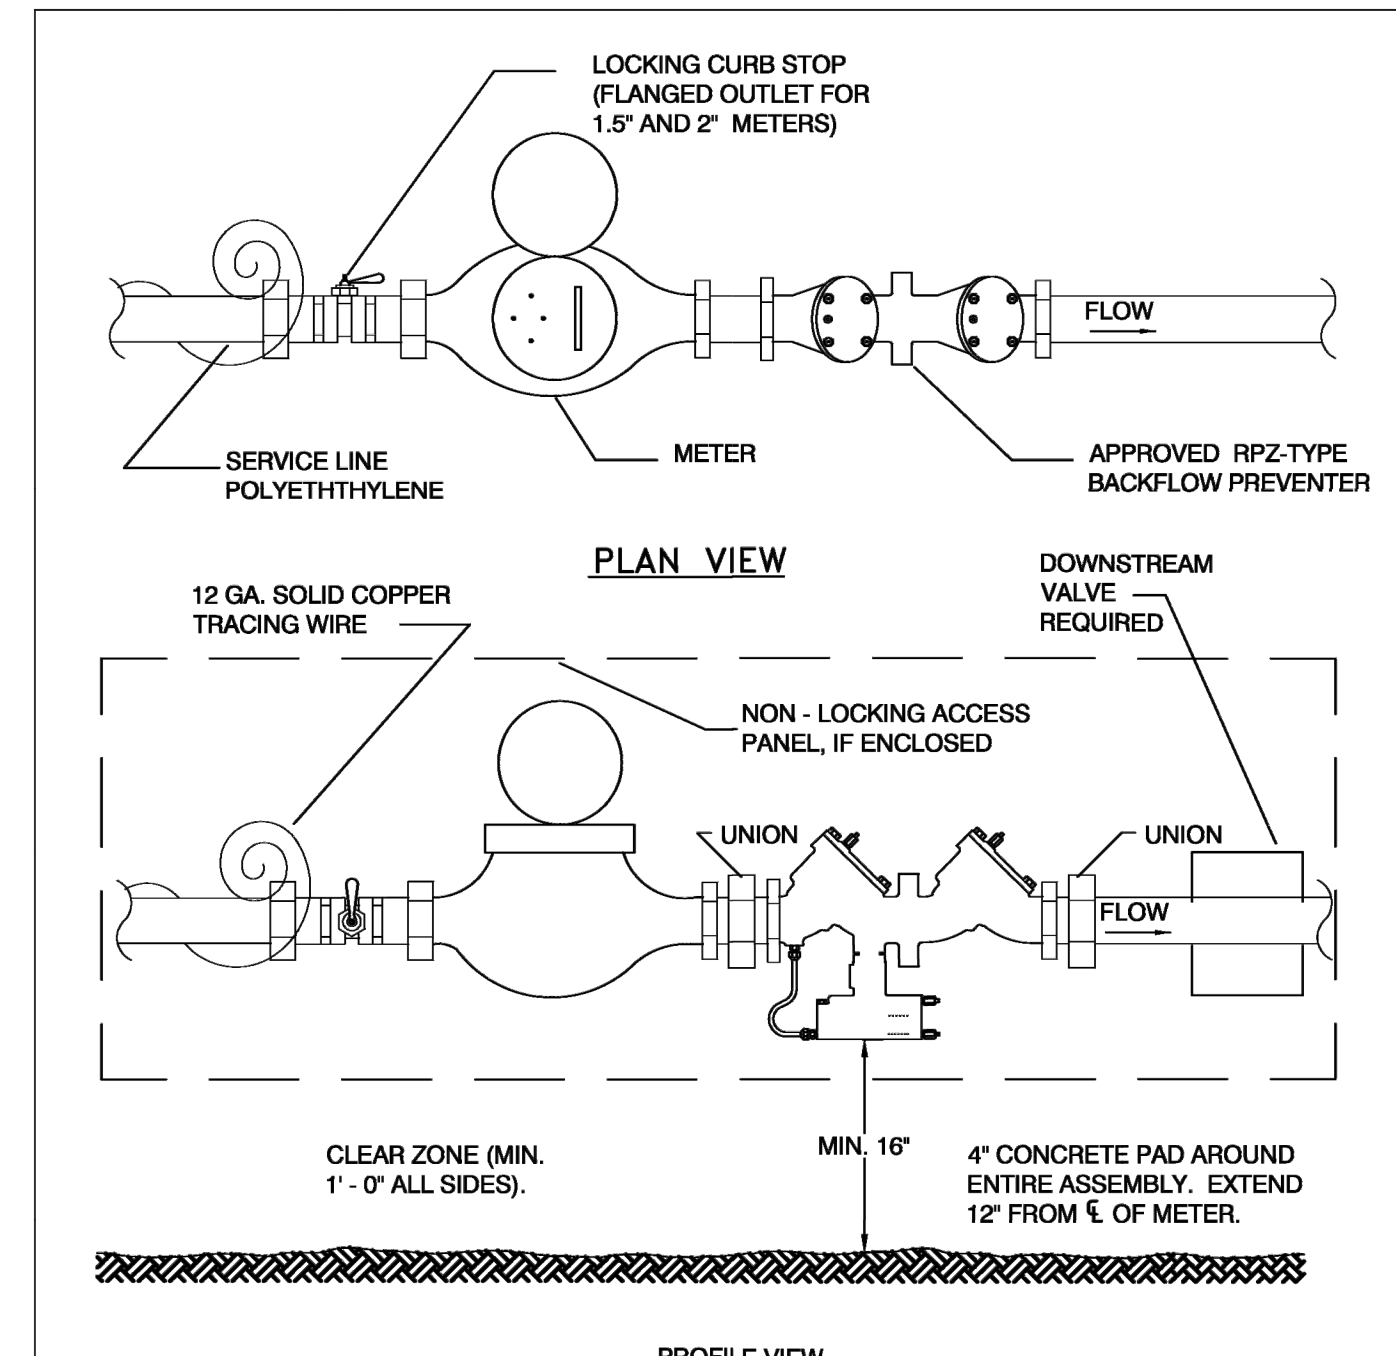 LOCKING CURB STOP
(FLANGED OUTLET FOR
1.5" AND 2" METERS)
FLOW
SERVICE LINE
POLYETHTHYLENE
METER
APPROVED RPZ-TYPE
BACKFLOW PREVENTER
PLAN VIEW
12 GA. SOLID COPPER
TRACING WIRE
DOWNSTREAM
VALVE
REQUIRED
NON - LOCKING ACCESS
PANEL, IF ENCLOSED
UNION
UNION
FLOW
CLEAR ZONE (MIN.
1' - 0" ALL SIDES).
MIN. 16"
4" CONCRETE PAD AROUND
ENTIRE ASSEMBLY. EXTEND
12" FROM ℄ OF METER.
PROFILE VIEW